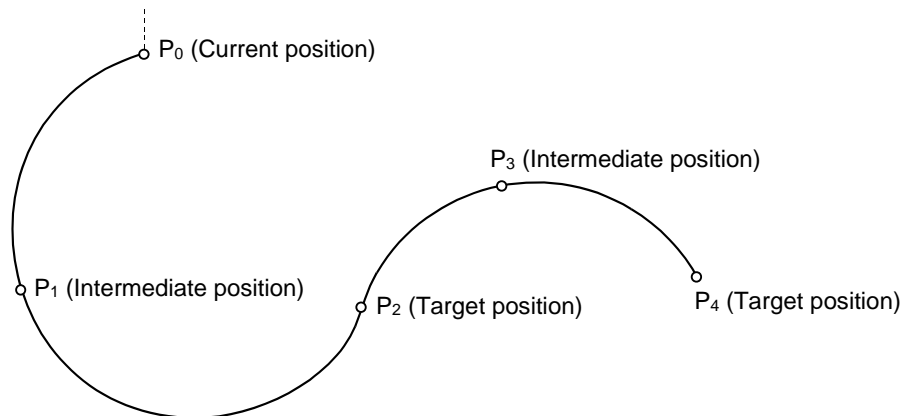 P₀ (Current position)
P₃ (Intermediate position)
P₁ (Intermediate position)
P₂ (Target position)
P₄ (Target position)